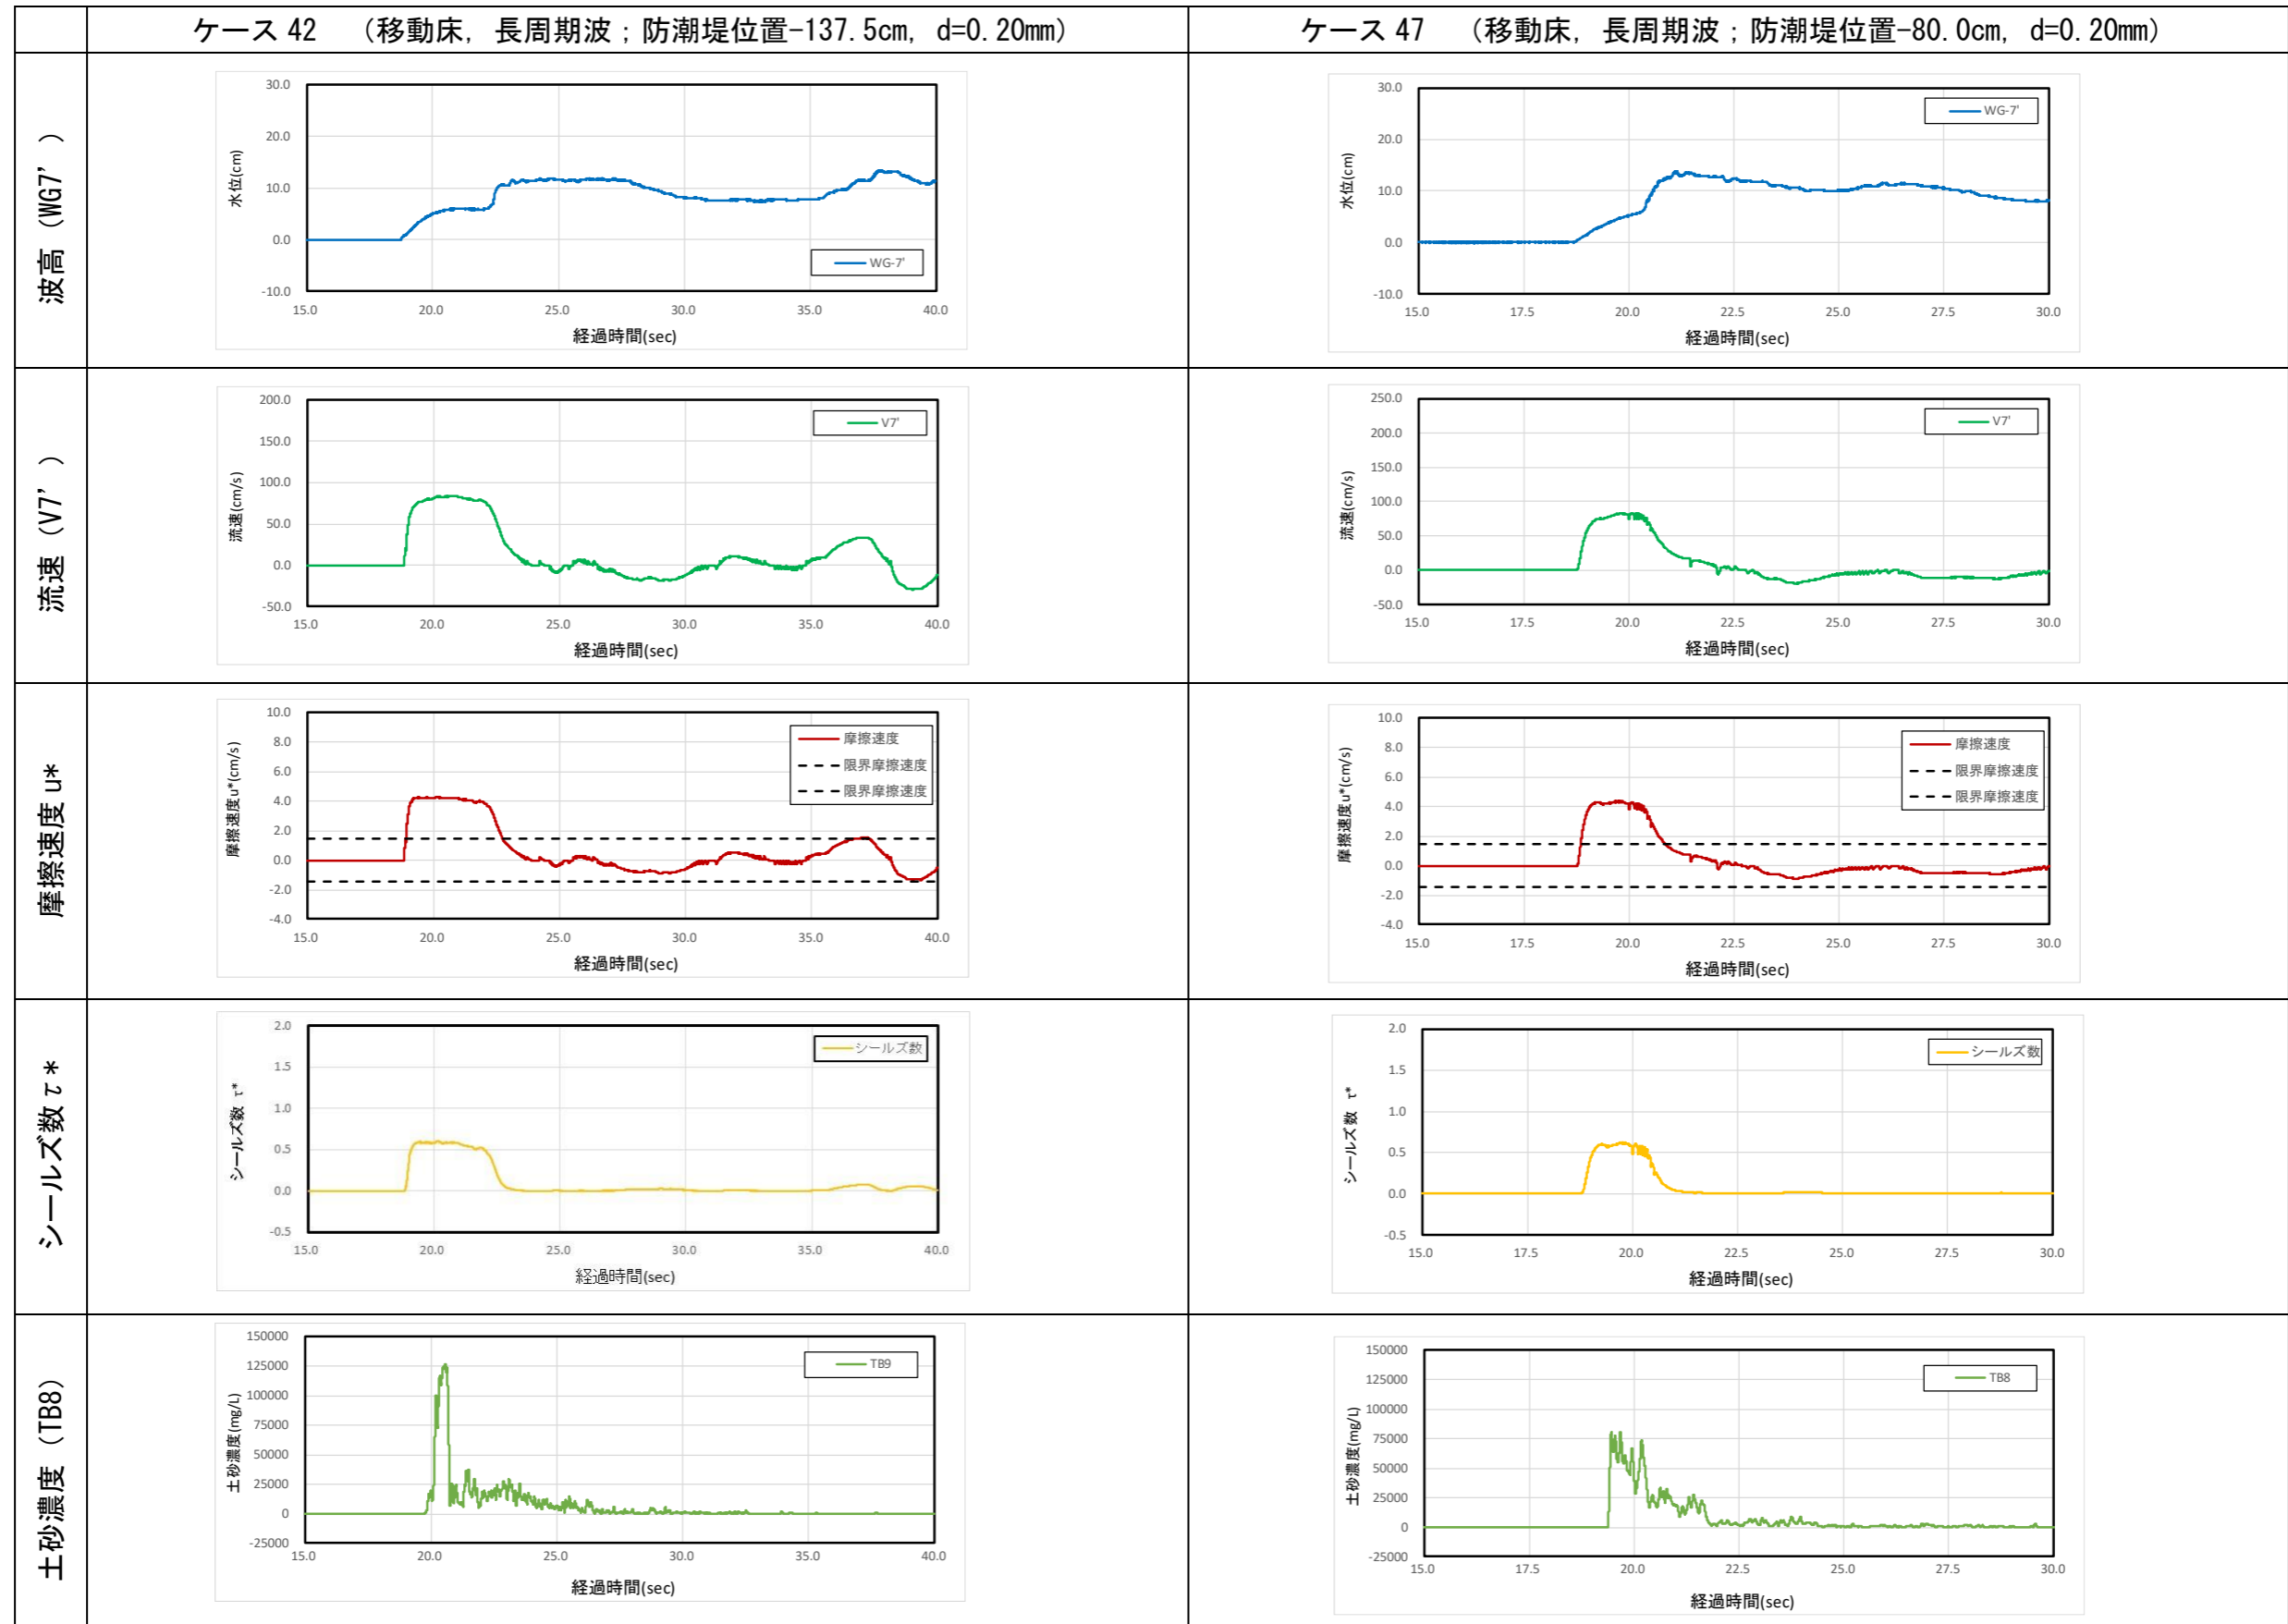 ケース 42 (移動床, 長周期波；防潮堤位置-137.5cm, d=0.20mm)
ケース 47 (移動床, 長周期波；防潮堤位置-80.0cm, d=0.20mm)
波高 (WG7’ )
30.0
20.0
10.0
0.0
-10.0
水位(cm)
WG-7'
15.0 20.0 25.0 30.0 35.0 40.0
経過時間(sec)
30.0
20.0
10.0
0.0
-10.0
水位(cm)
WG-7'
15.0 17.5 20.0 22.5 25.0 27.5 30.0
経過時間(sec)
流速 (V7’ )
200.0
150.0
100.0
50.0
0.0
-50.0
流速(cm/s)
V7'
15.0 20.0 25.0 30.0 35.0 40.0
経過時間(sec)
250.0
200.0
150.0
100.0
50.0
0.0
-50.0
流速(cm/s)
V7'
15.0 17.5 20.0 22.5 25.0 27.5 30.0
経過時間(sec)
摩擦速度 u*
10.0
8.0
6.0
4.0
2.0
0.0
-2.0
-4.0
摩擦速度u*(cm/s)
摩擦速度
限界摩擦速度
限界摩擦速度
15.0 20.0 25.0 30.0 35.0 40.0
経過時間(sec)
10.0
8.0
6.0
4.0
2.0
0.0
-2.0
-4.0
摩擦速度u*(cm/s)
摩擦速度
限界摩擦速度
限界摩擦速度
15.0 17.5 20.0 22.5 25.0 27.5 30.0
経過時間(sec)
シールズ数 τ*
2.0
1.5
1.0
0.5
0.0
-0.5
シールズ数 τ*
シールズ数
15.0 20.0 25.0 30.0 35.0 40.0
経過時間(sec)
2.0
1.5
1.0
0.5
0.0
-0.5
シールズ数 τ*
シールズ数
15.0 17.5 20.0 22.5 25.0 27.5 30.0
経過時間(sec)
土砂濃度 (TB8)
150000
125000
100000
75000
50000
25000
0
-25000
土砂濃度(mg/L)
TB9
15.0 20.0 25.0 30.0 35.0 40.0
経過時間(sec)
150000
125000
100000
75000
50000
25000
0
-25000
土砂濃度(mg/L)
TB8
15.0 17.5 20.0 22.5 25.0 27.5 30.0
経過時間(sec)